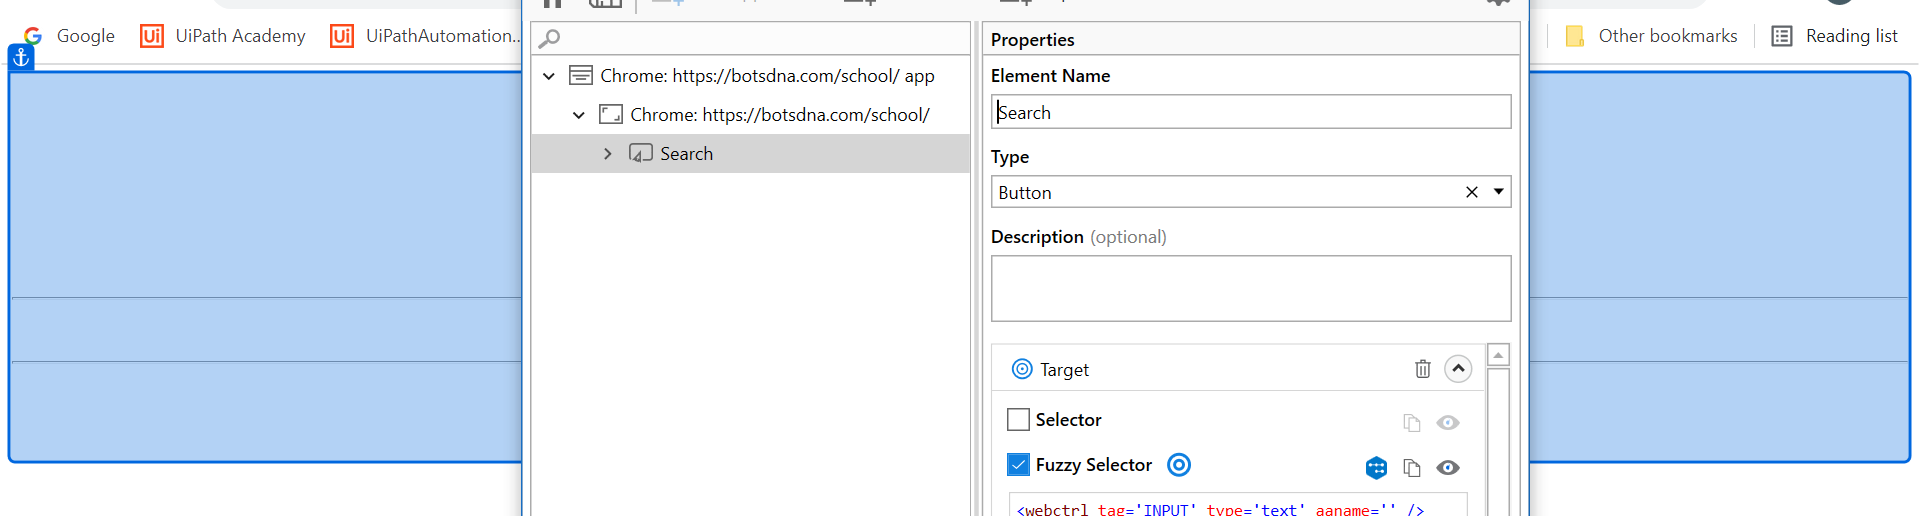 Google
UiPath Academy
UiPathAutomation...
Other bookmarks
Reading list
Chrome: https://botsdna.com/school/ app
Chrome: https://botsdna.com/school/
Search
Properties
Element Name
Search
Type
Button
Description (optional)
Target
Selector
Fuzzy Selector
<webctrl tag='INPUT' type='text' aaname='' />